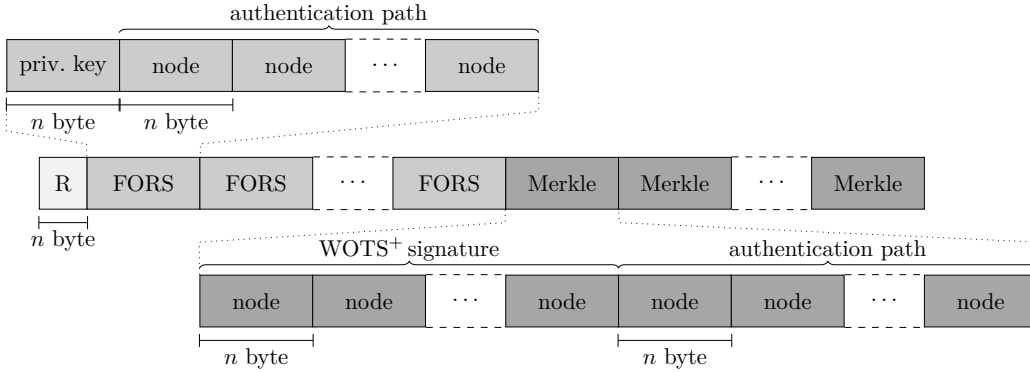 authentication path
priv. key node node ··· node
n byte n byte
R FORS FORS ··· FORS Merkle Merkle ··· Merkle
n byte
WOTS+ signature authentication path
node node ··· node node node ··· node
n byte n byte